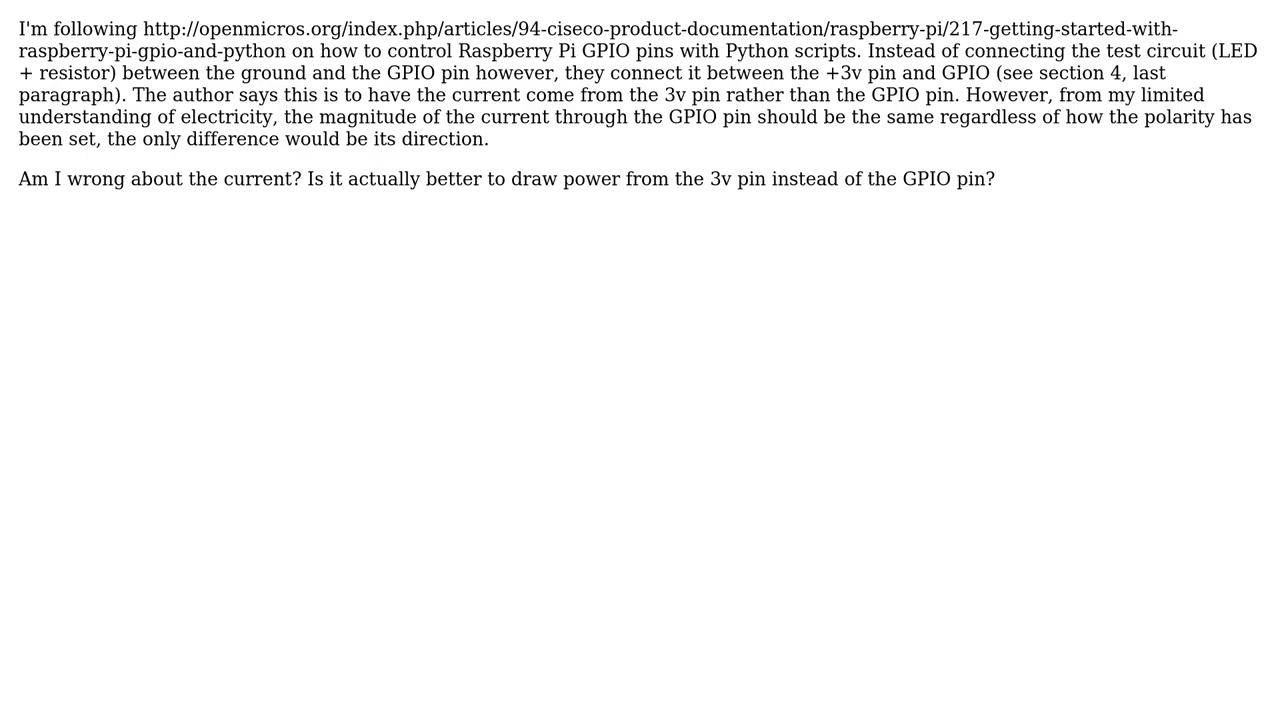 I'm following http://openmicros.org/index.php/articles/94-ciseco-product-documentation/raspberry-pi/217-getting-started-with-
raspberry-pi-gpio-and-python on how to control Raspberry Pi GPIO pins with Python scripts. Instead of connecting the test circuit (LED
+ resistor) between the ground and the GPIO pin however, they connect it between the +3v pin and GPIO (see section 4, last
paragraph). The author says this is to have the current come from the 3v pin rather than the GPIO pin. However, from my limited
understanding of electricity, the magnitude of the current through the GPIO pin should be the same regardless of how the polarity has
been set, the only difference would be its direction.
Am I wrong about the current? Is it actually better to draw power from the 3v pin instead of the GPIO pin?